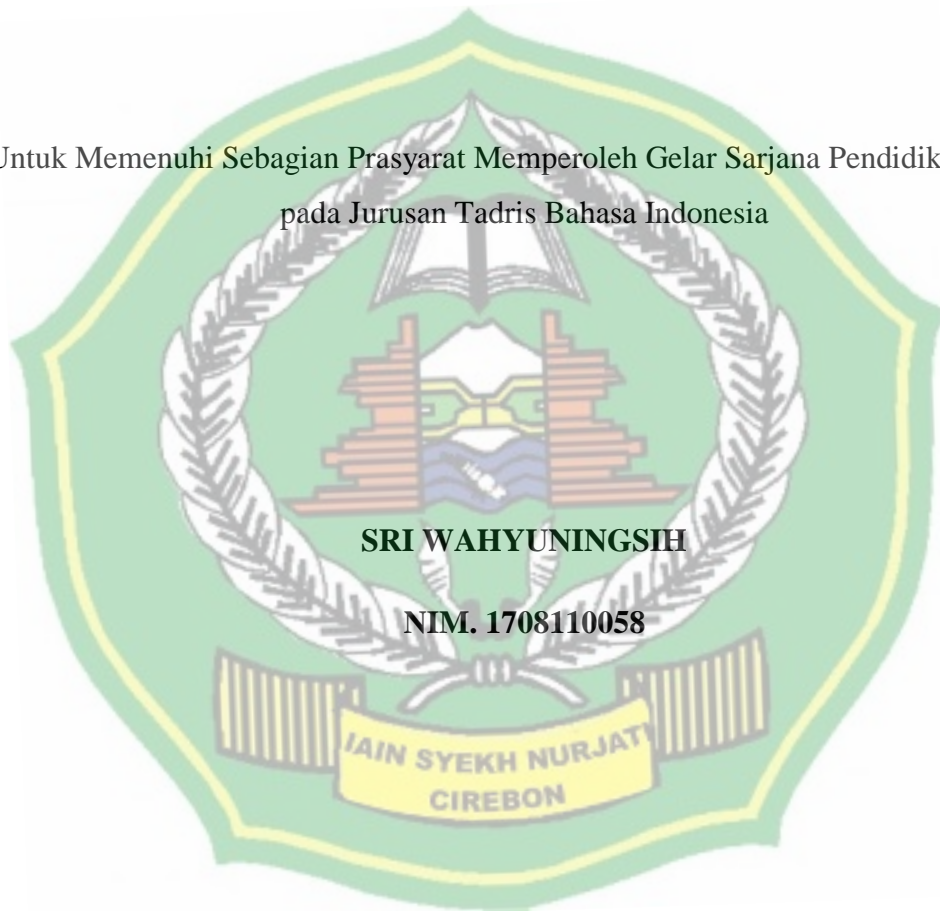 Untuk Memenuhi Sebagian Prasyarat Memperoleh Gelar Sarjana
pada Jurusan Tadris Bahasa Indonesia
SRI WAHYUNINGSIH
NIM. 1708110058
IAIN SYEKH NURJATI
CIREBON